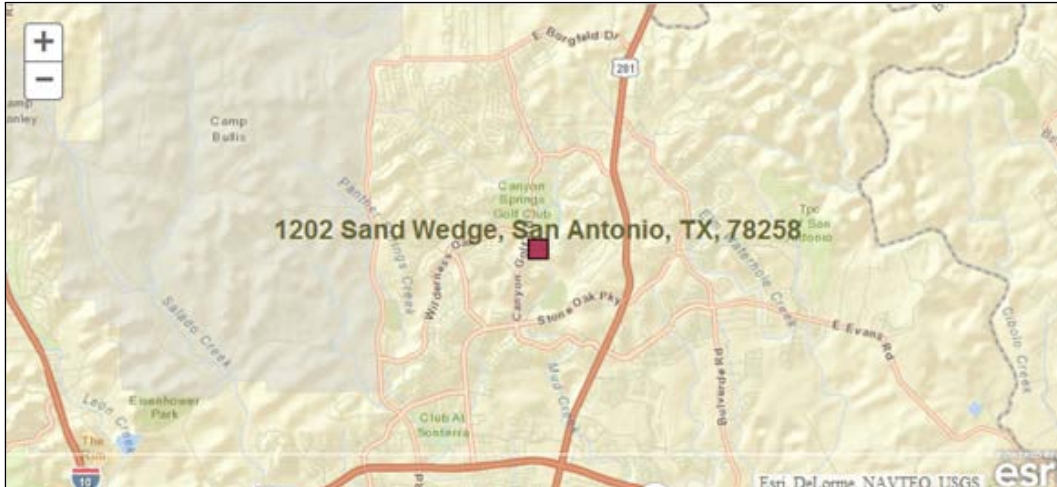 +
−
E Borgfeld Dr
281
Camp
Bullis
Canyon
Springs
Golf Club
Panther Springs Creek
1202 Sand Wedge, San Antonio, TX, 78258
Wilderness Oak
Canyon Golf
Stone Oak Pky
Salado Creek
E Evans Rd
Cibolo Creek
Bulverde Rd
Mud Creek
Eisenhower
Park
Leon Creek
Club At
Sonterra
The
Rim
10
Rd
Esri, DeLorme, NAVTEQ, USGS
esri